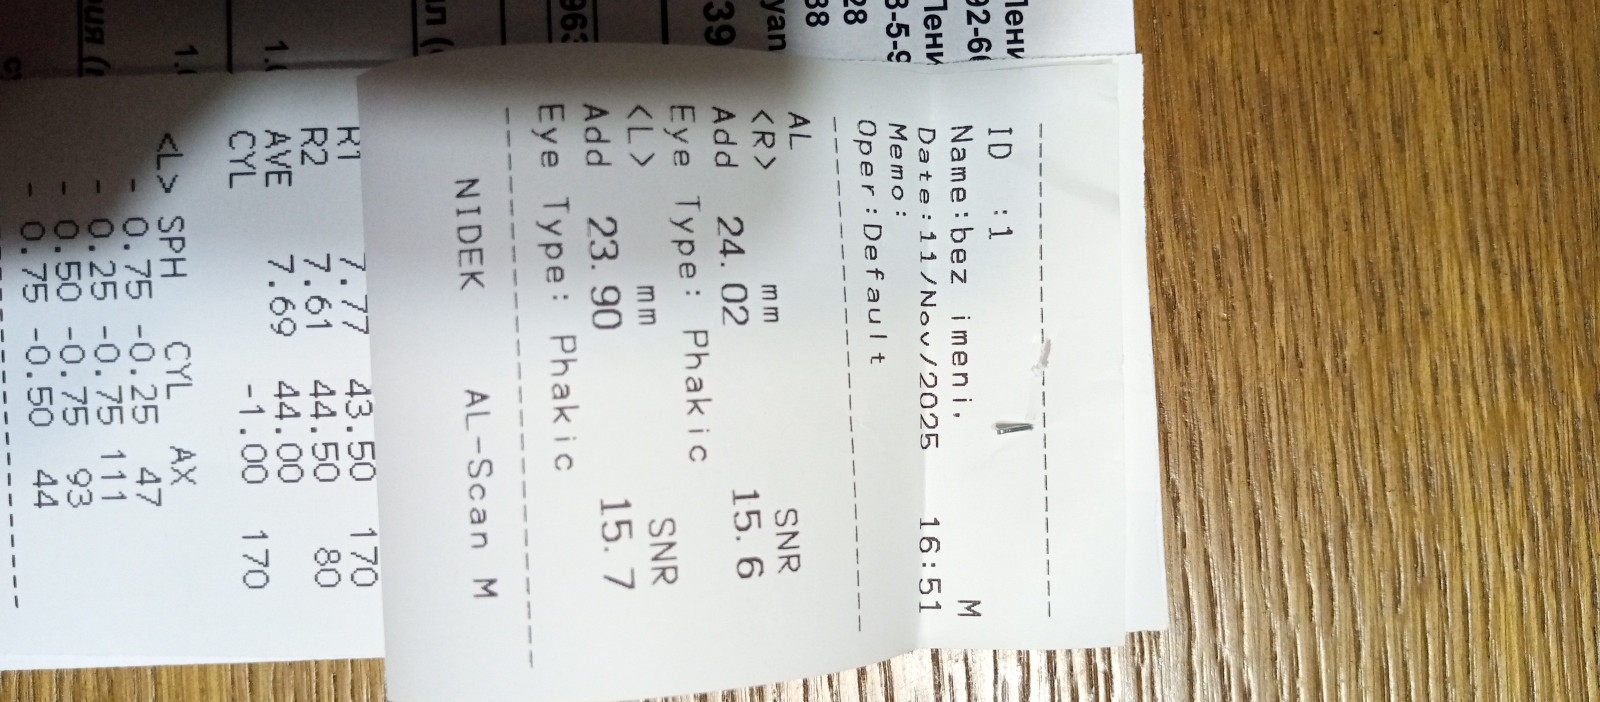 ID :1
Name:bez imeni, M
Date:11/Nov/2025 16:51
Memo:
Oper:Default
AL
<R> mm SNR
Add 24.02 15.6
Eye Type: Phakic
<L> mm SNR
Add 23.90 15.7
Eye Type: Phakic
NIDEK AL-Scan M
R1 7.77 43.50 170
R2 7.61 44.50 80
AVE 7.69 44.00
CYL -1.00 170
<L> SPH CYL AX
- 0.75 -0.25 47
- 0.25 -0.75 111
- 0.50 -0.75 93
- 0.75 -0.50 44